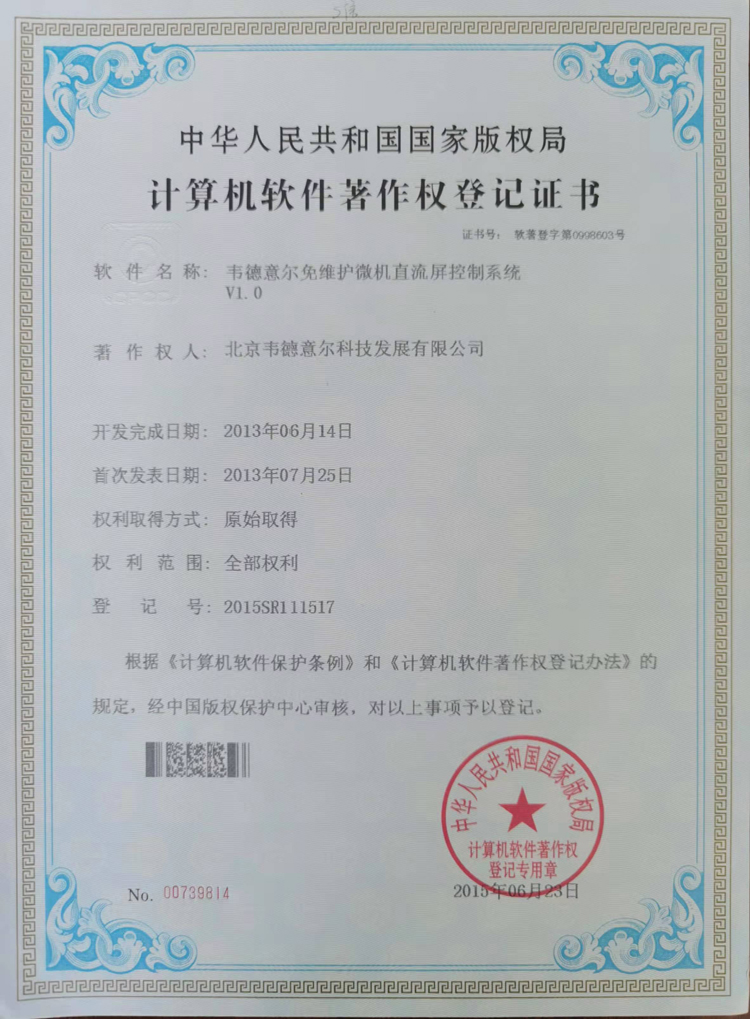 中华人民共和国国家版权局
计算机软件著作权登记证书
证书号: 软著登字第0998603号
软件名称: 韦德意尔免维护微机直流屏控制系统
V1.0
著作权人: 北京韦德意尔科技发展有限公司
开发完成日期: 2013年06月14日
首次发表日期: 2013年07月25日
权利取得方式: 原始取得
权利范围: 全部权利
登记号: 2015SR111517
根据《计算机软件保护条例》和《计算机软件著作权登记办法》的
规定,经中国版权保护中心审核,对以上事项予以登记。
中华人民共和国国家版权局
计算机软件著作权
登记专用章
2015年06月23日
No. 00739814